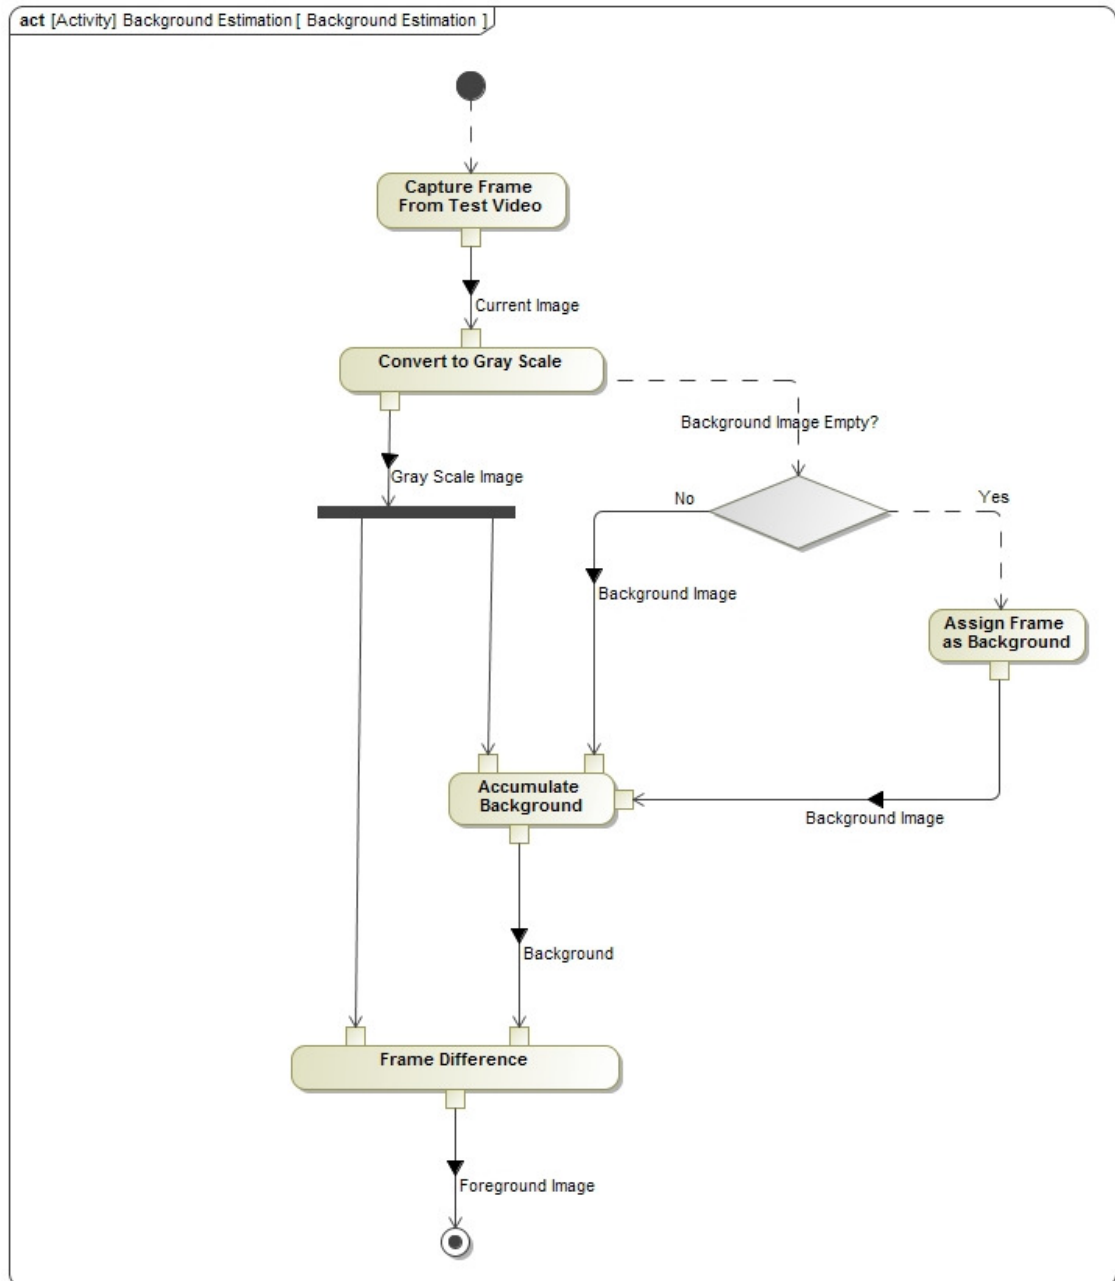 act [Activity] Background Estimation [ Background Estimation ]
Capture Frame
From Test Video
Current Image
Convert to Gray Scale
Background Image Empty?
Gray Scale Image
No
Yes
Background Image
Assign Frame
as Background
Accumulate
Background
Background Image
Background
Frame Difference
Foreground Image